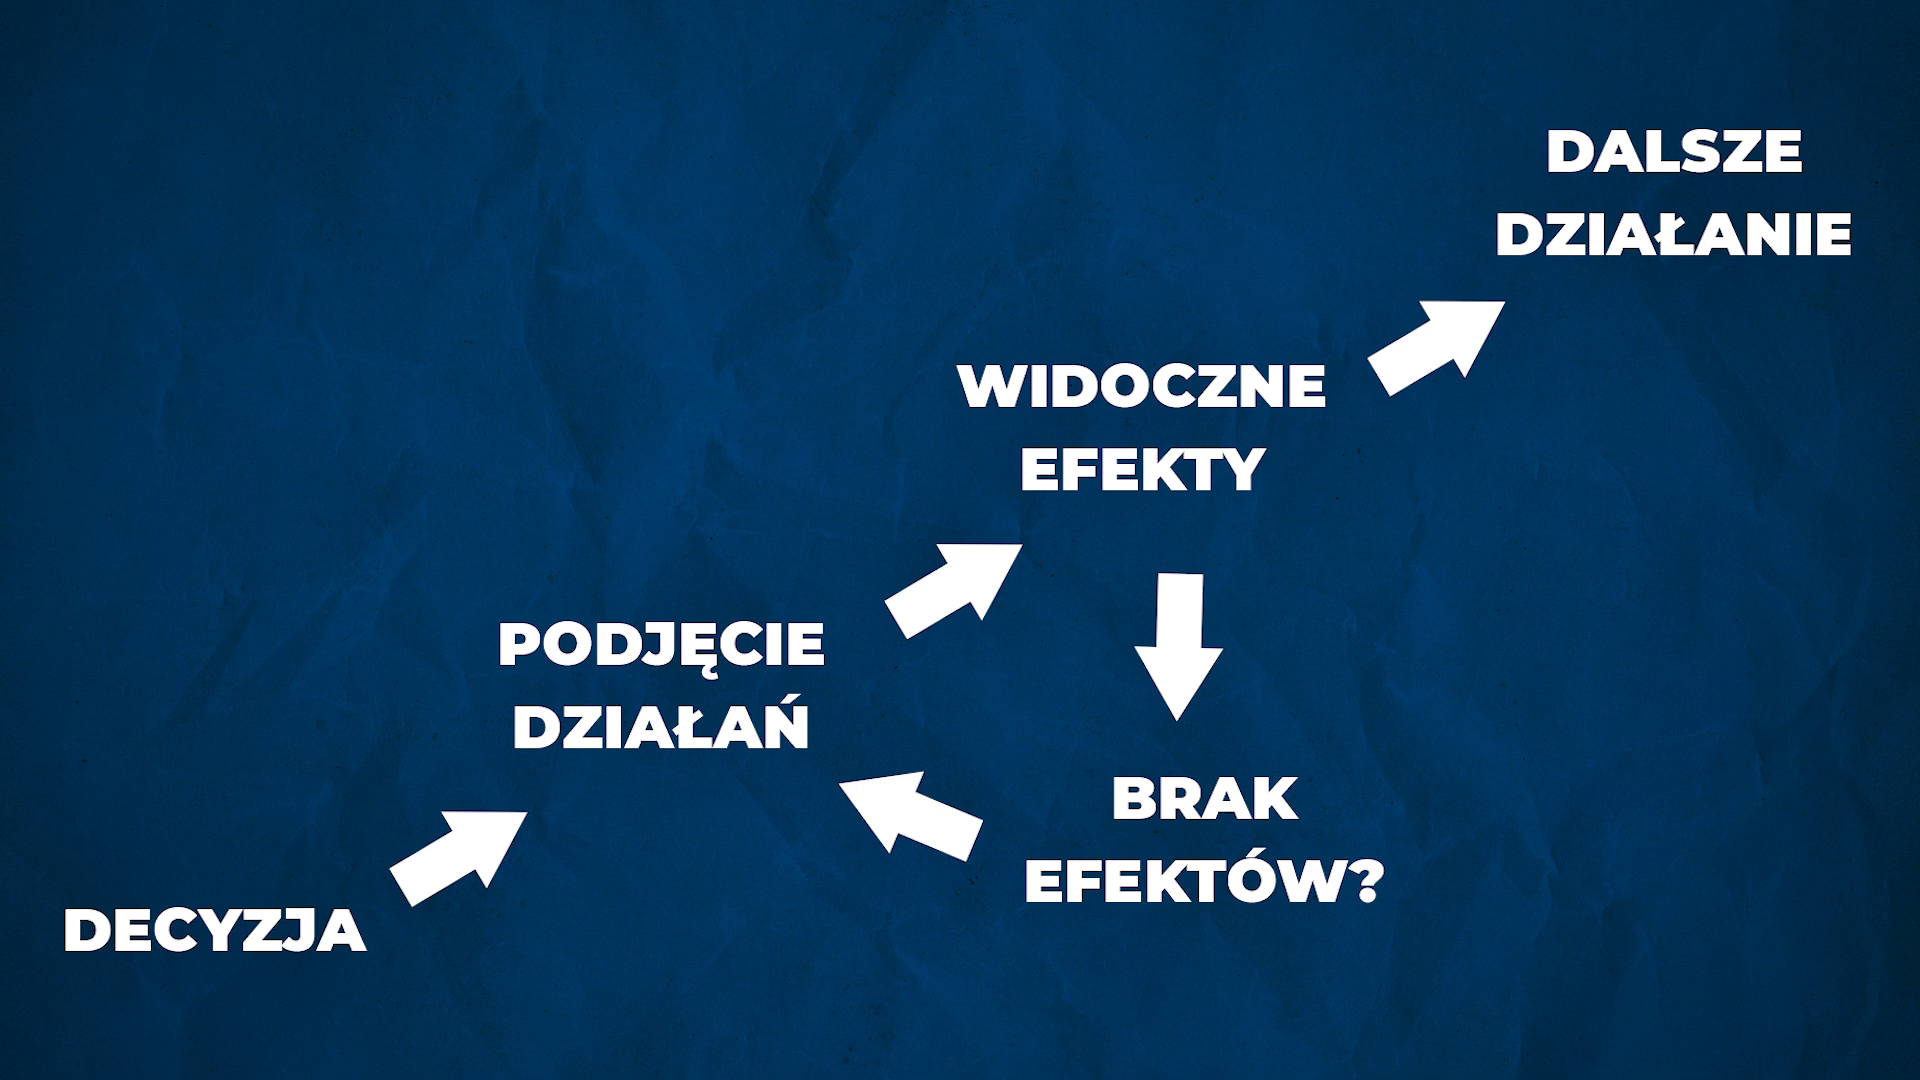 DALSZE
DZIAŁANIE
WIDOCZNE
EFEKTY
PODJĘCIE
DZIAŁAŃ
BRAK
EFEKTÓW?
DECYZJA